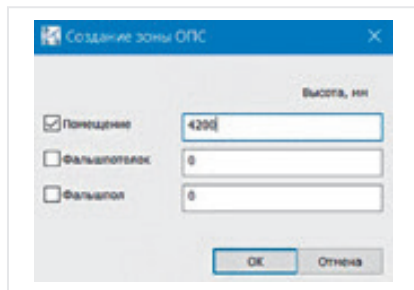 Создание зоны ОПС
Высота, мм
Помещение 4200
Фальшпотолок 0
Фальшпол 0
ОК Отмена